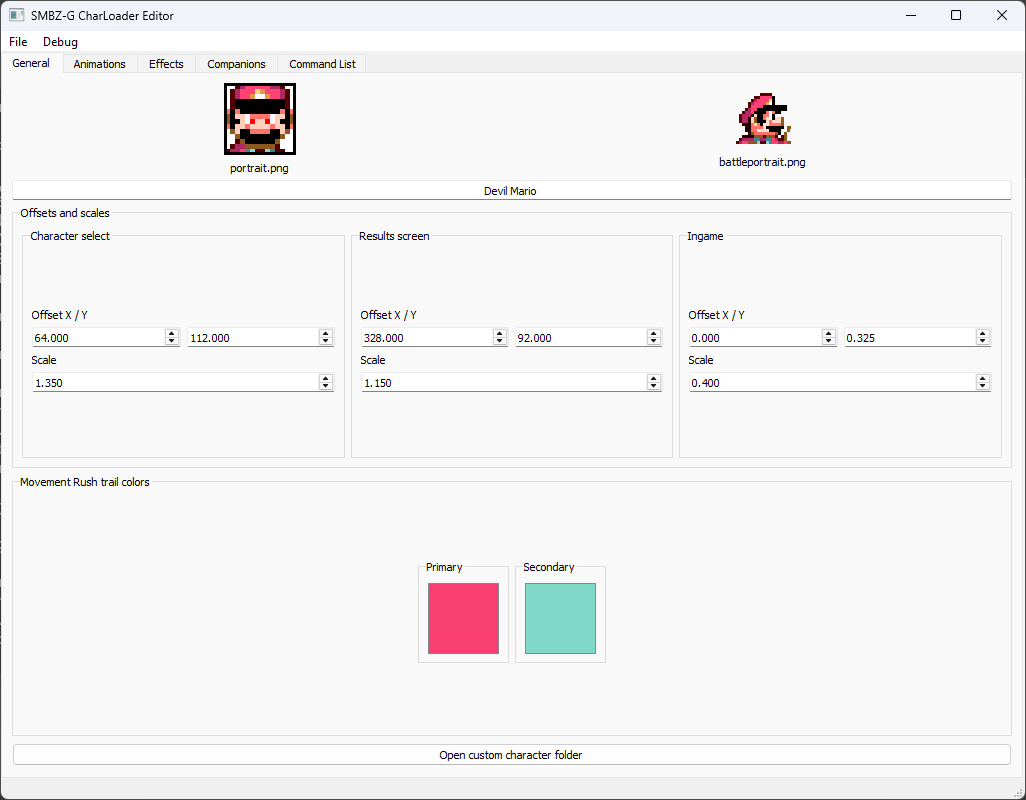 SMBZ-G CharLoader Editor
File Debug
General Animations Effects Companions Command List
portrait.png
battleportrait.png
Devil Mario
Offsets and scales
Character select
Offset X / Y
64.000 112.000
Scale
1.350
Results screen
Offset X / Y
328.000 92.000
Scale
1.150
Ingame
Offset X / Y
0.000 0.325
Scale
0.400
Movement Rush trail colors
Primary Secondary
Open custom character folder